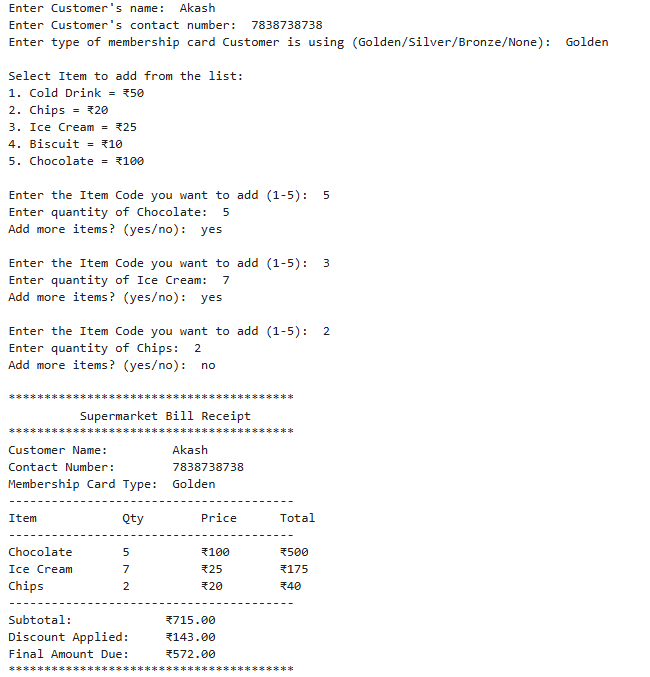 Enter Customer's name:  Akash
Enter Customer's contact number:  7838738738
Enter type of membership card Customer is using (Golden/Silver/Bronze/None):  Golden
Select Item to add from the list:
1. Cold Drink = ₹50
2. Chips = ₹20
3. Ice Cream = ₹25
4. Biscuit = ₹10
5. Chocolate = ₹100
Enter the Item Code you want to add (1-5):  5
Enter quantity of Chocolate:  5
Add more items? (yes/no):  yes
Enter the Item Code you want to add (1-5):  3
Enter quantity of Ice Cream:  7
Add more items? (yes/no):  yes
Enter the Item Code you want to add (1-5):  2
Enter quantity of Chips:  2
Add more items? (yes/no):  no
****************************************
          Supermarket Bill Receipt
****************************************
Customer Name:         Akash
Contact Number:        7838738738
Membership Card Type:  Golden
----------------------------------------
Item            Qty        Price      Total
----------------------------------------
Chocolate       5          ₹100       ₹500
Ice Cream       7          ₹25        ₹175
Chips           2          ₹20        ₹40
----------------------------------------
Subtotal:             ₹715.00
Discount Applied:     ₹143.00
Final Amount Due:     ₹572.00
****************************************